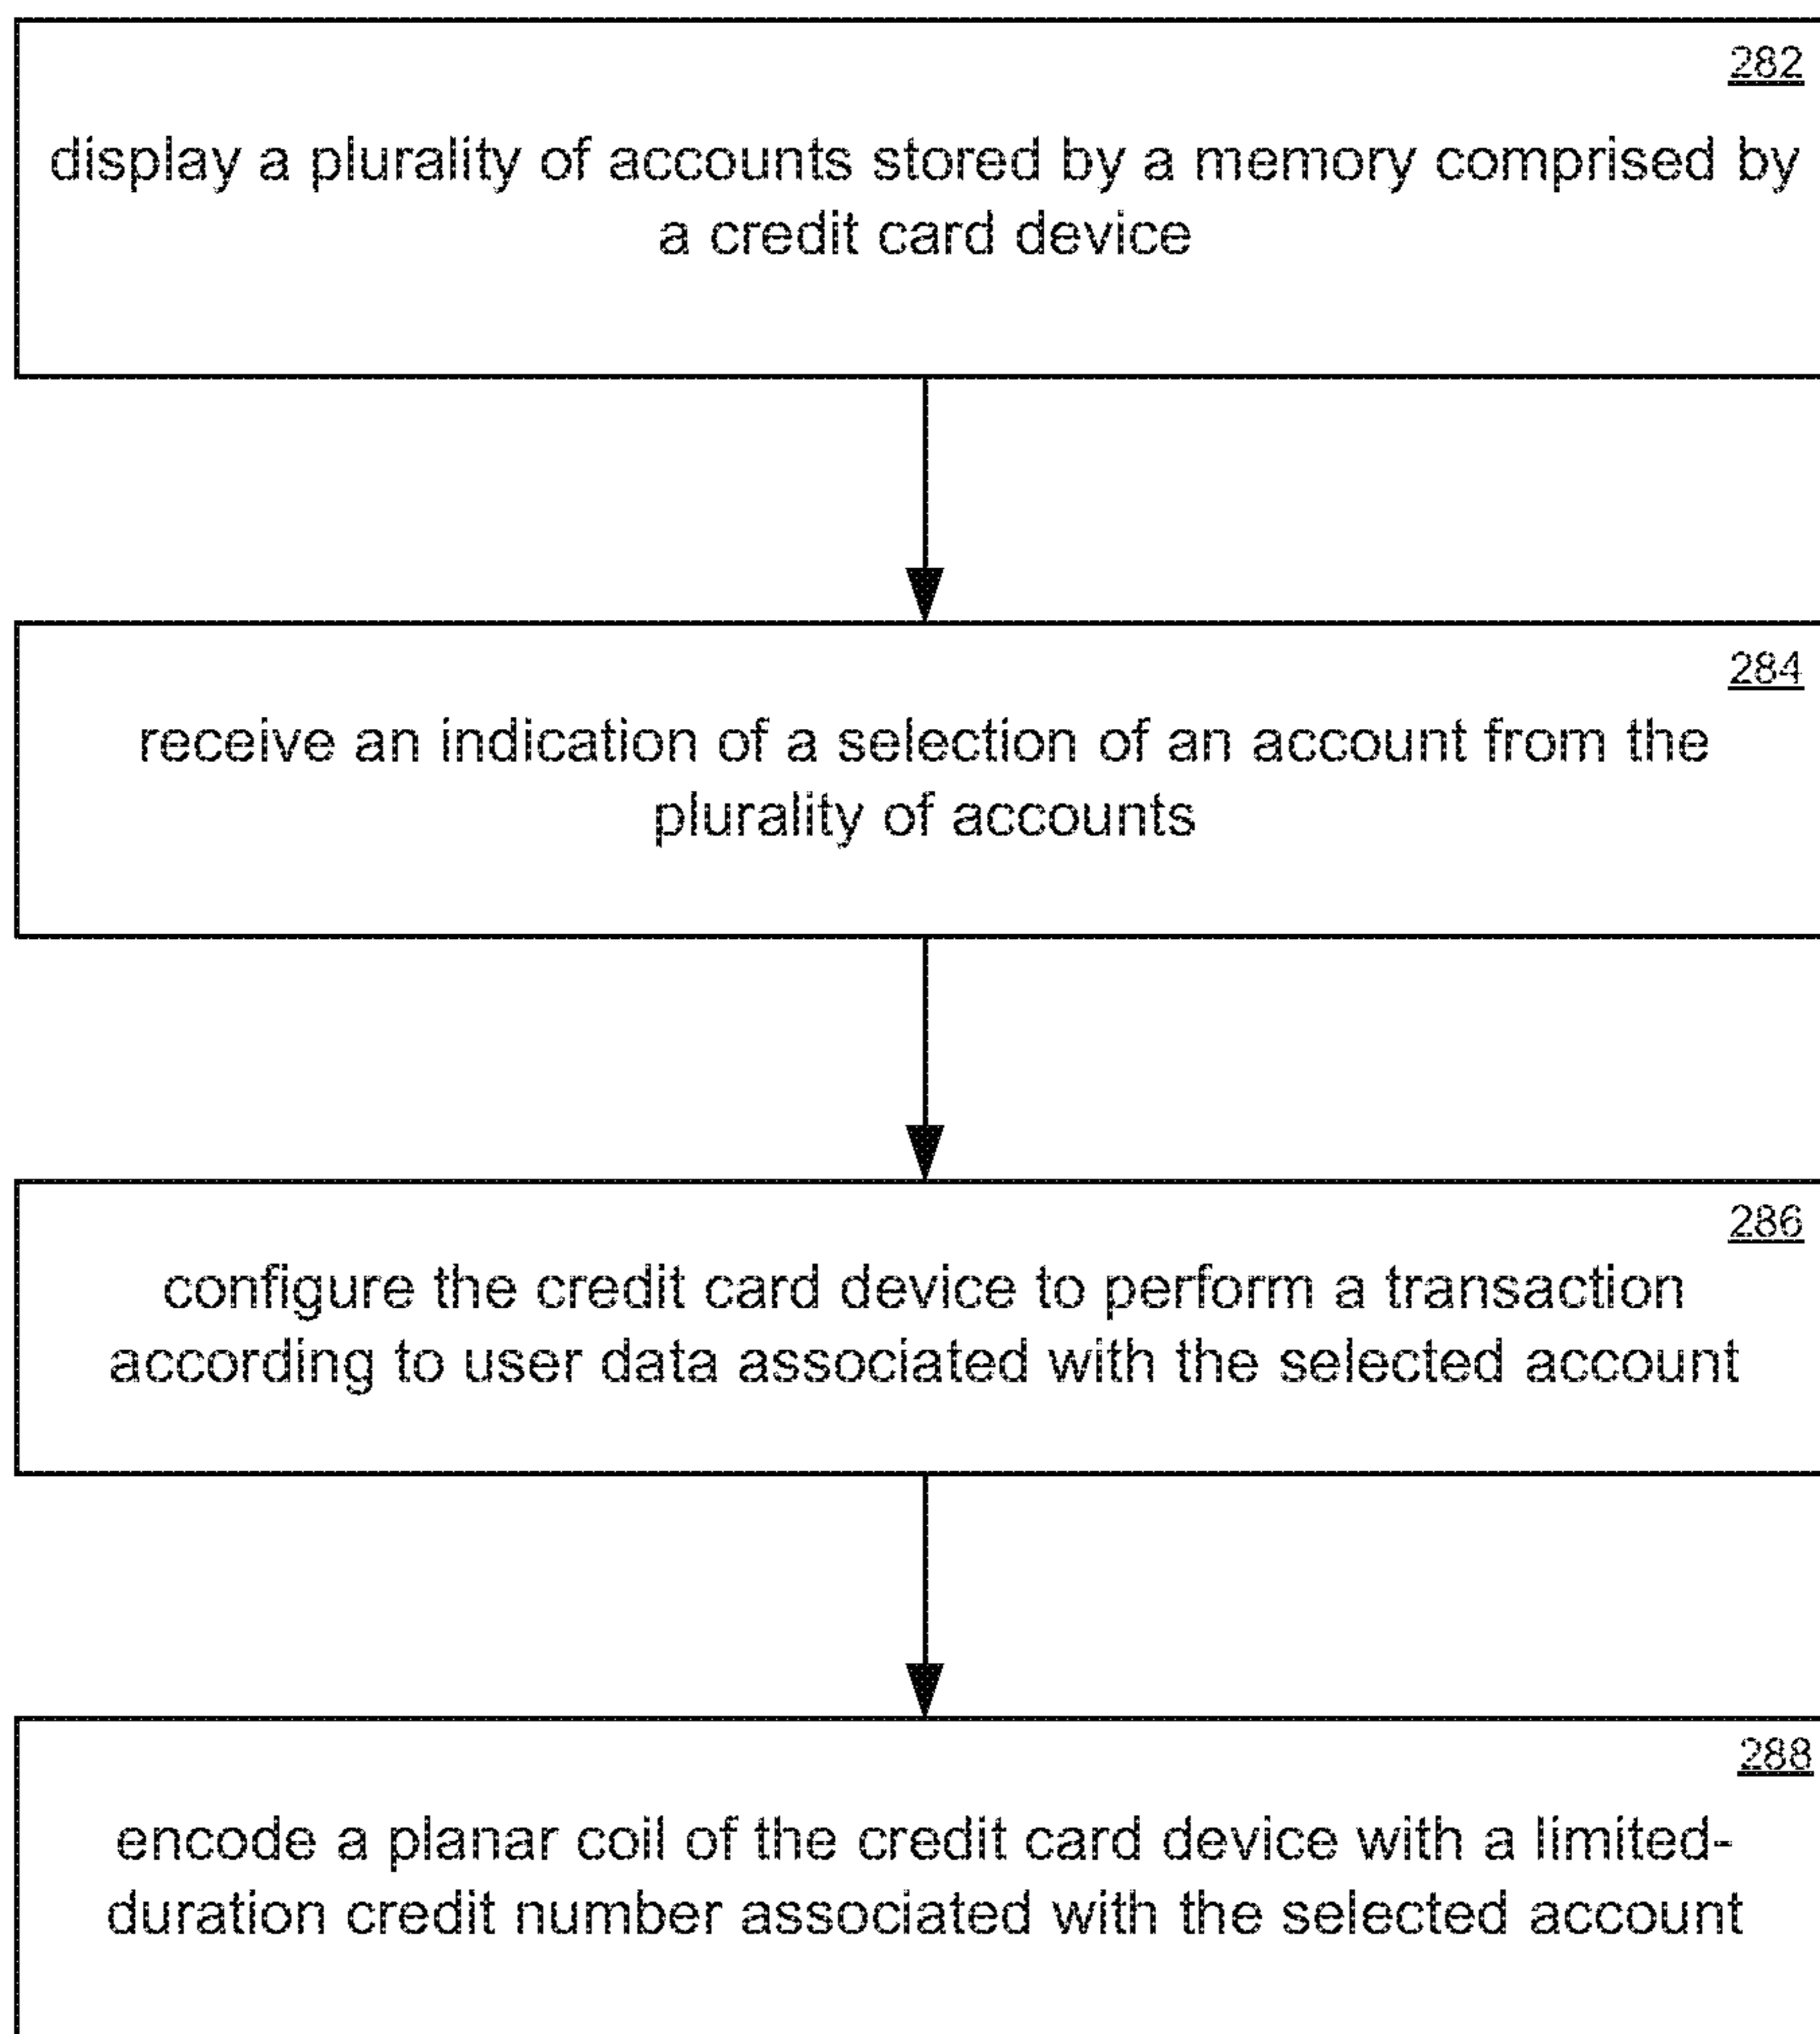 282
display a plurality of accounts stored by a memory comprised by
a credit card device
284
receive an indication of a selection of an account from the
plurality of accounts
286
configure the credit card device to perform a transaction
according to user data associated with the selected account
288
encode a planar coil of the credit card device with a limited-
duration credit number associated with the selected account